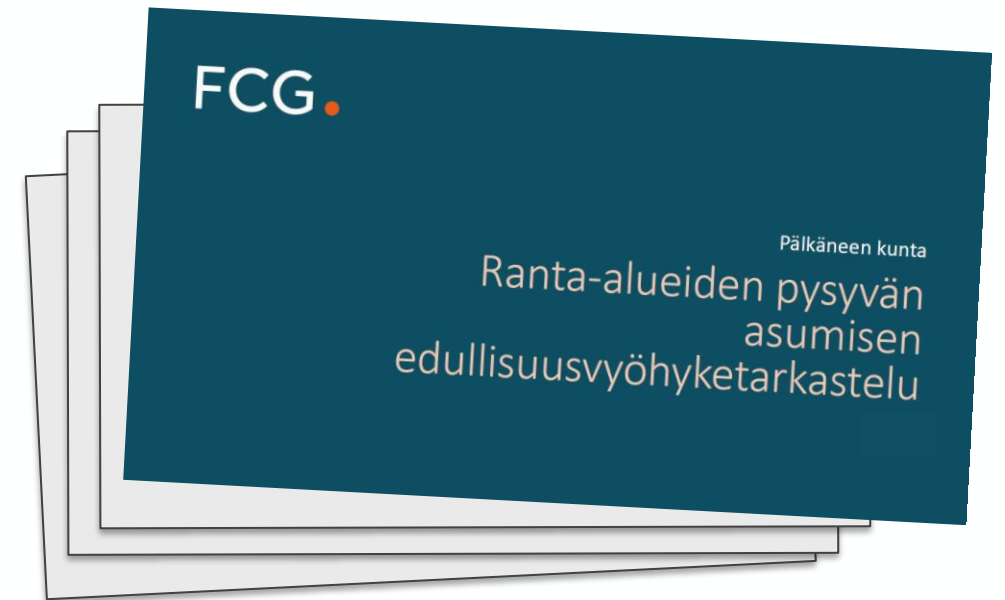 FCG.
Pälkäneen kunta
Ranta-alueiden pysyvän
asumisen
edullisuusvyöhyketarkastelu